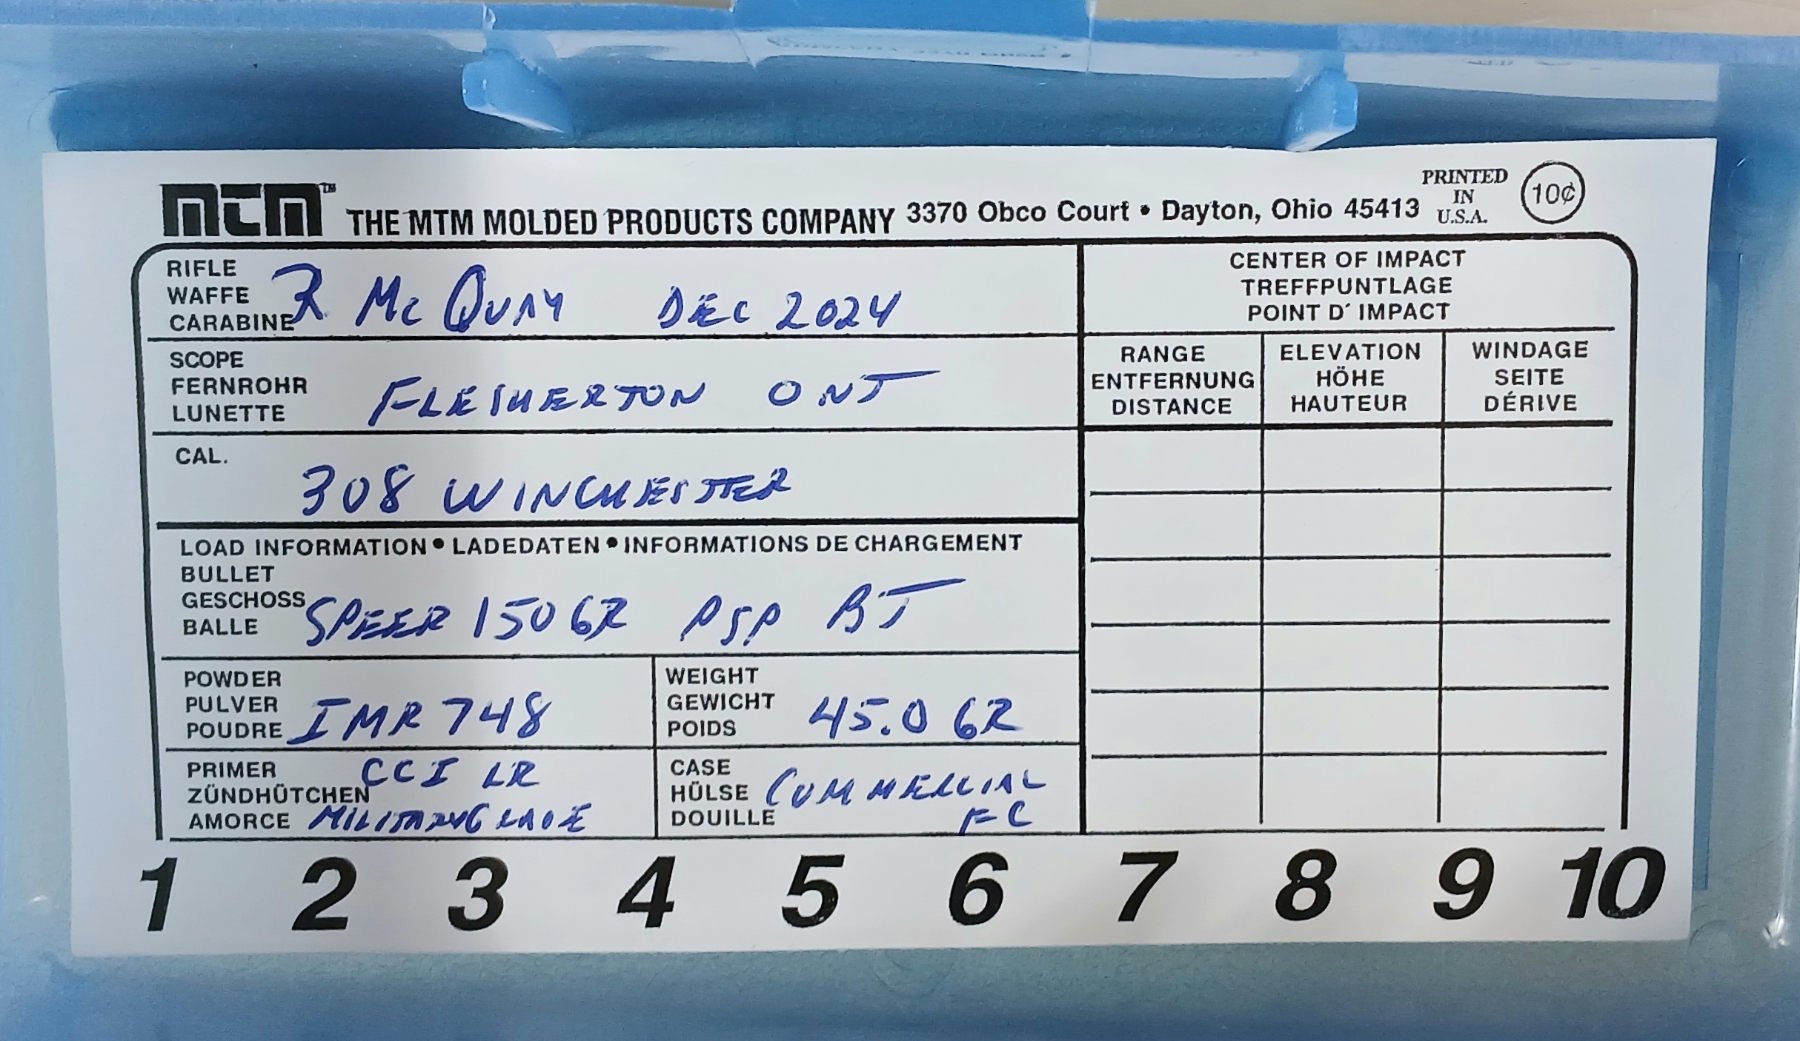 MTM™ THE MTM MOLDED PRODUCTS COMPANY 3370 Obco Court • Dayton, Ohio 45413 PRINTED IN U.S.A. 10¢
RIFLE
WAFFE
CARABINE
R McQUAY DEC 2024
SCOPE
FERNROHR
LUNETTE
FLESHERTON ONT
CAL.
308 WINCHESTER
LOAD INFORMATION • LADEDATEN • INFORMATIONS DE CHARGEMENT
BULLET
GESCHOSS
BALLE
SPEER 150 GR PSP BT
POWDER
PULVER
POUDRE
IMR 748
WEIGHT
GEWICHT
POIDS
45.0 GR
PRIMER
ZÜNDHÜTCHEN
AMORCE
CCI LR
MILITARY GRADE
CASE
HÜLSE
DOUILLE
COMMERCIAL
FC
CENTER OF IMPACT
TREFFPUNTLAGE
POINT D' IMPACT
RANGE
ENTFERNUNG
DISTANCE
ELEVATION
HÖHE
HAUTEUR
WINDAGE
SEITE
DÉRIVE
1 2 3 4 5 6 7 8 9 10